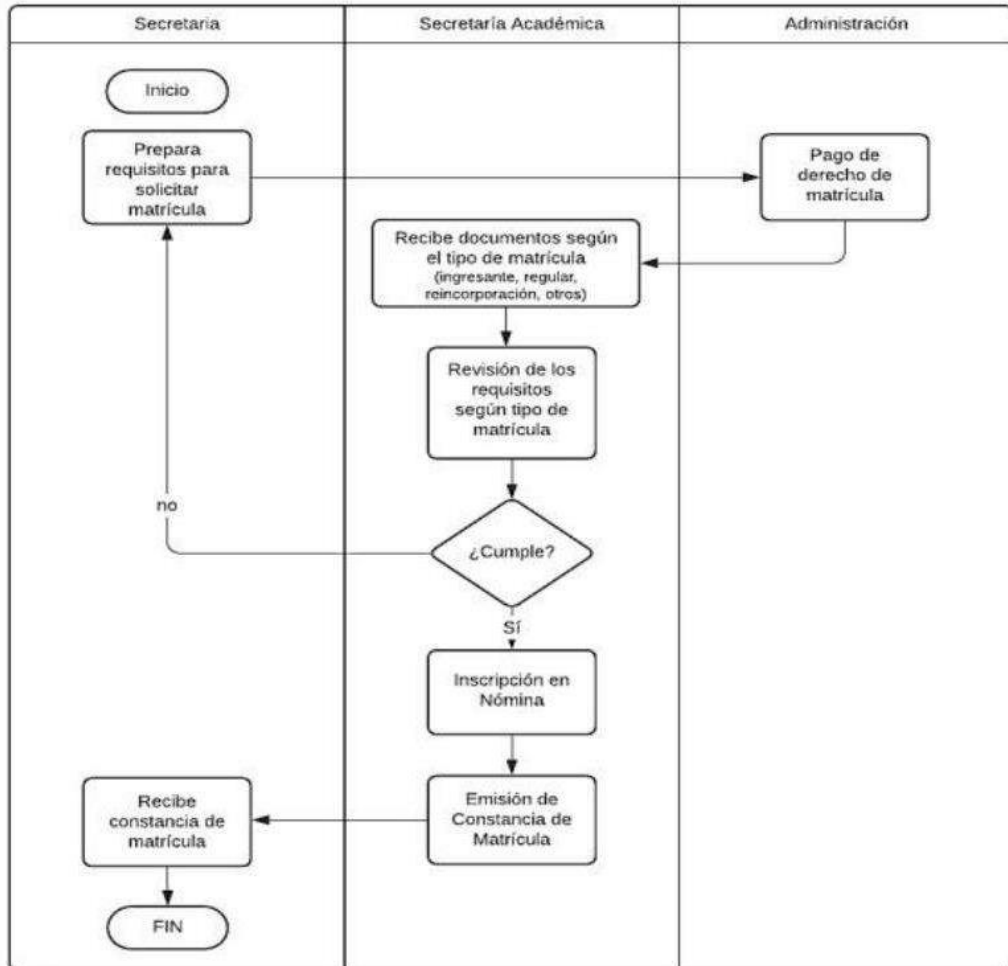 Secretaria
Secretaría Académica
Administración
Inicio
Prepara
requisitos para
solicitar
matrícula
Pago de
derecho de
matrícula
Recibe documentos según
el tipo de matrícula
(ingresante, regular,
reincorporación, otros)
Revisión de los
requisitos
según tipo de
matrícula
¿Cumple?
no
Sí
Inscripción en
Nómina
Emisión de
Constancia de
Matrícula
Recibe
constancia de
matrícula
FIN